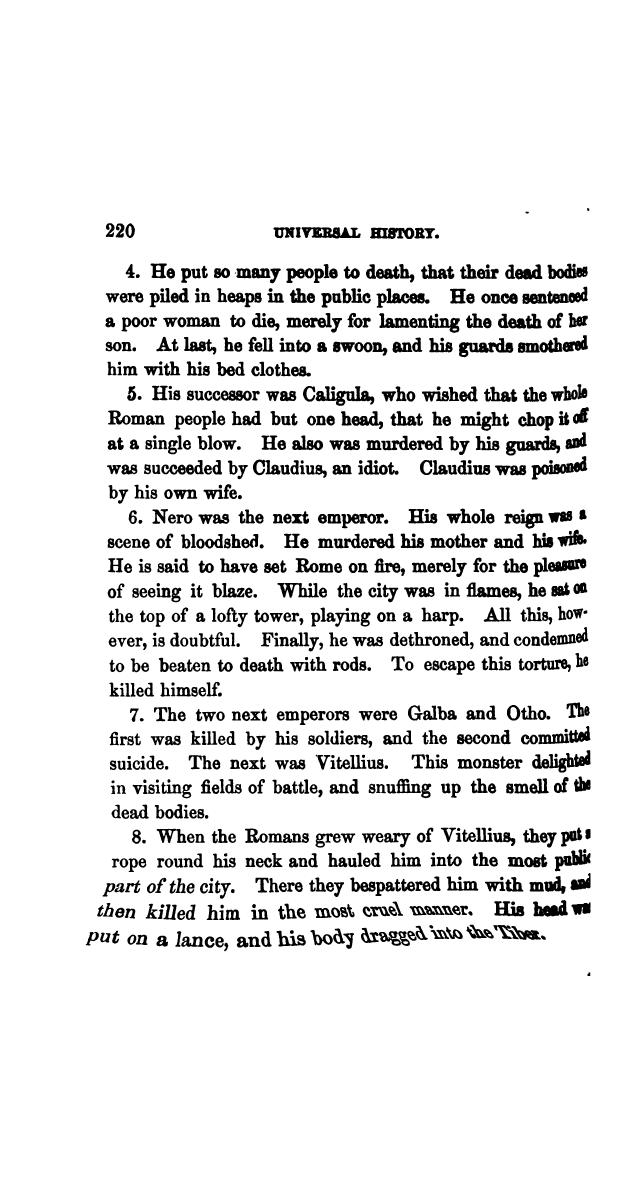 220 UNIVERSAL HISTORY.
4. He put so many people to death, that their dead bodies
were piled in heaps in the public places. He once sentenced
a poor woman to die, merely for lamenting the death of her
son. At last, he fell into a swoon, and his guards smothered
him with his bed clothes.
5. His successor was Caligula, who wished that the whole
Roman people had but one head, that he might chop it off
at a single blow. He also was murdered by his guards, and
was succeeded by Claudius, an idiot. Claudius was poisoned
by his own wife.
6. Nero was the next emperor. His whole reign was a
scene of bloodshed. He murdered his mother and his wife.
He is said to have set Rome on fire, merely for the pleasure
of seeing it blaze. While the city was in flames, he sat on
the top of a lofty tower, playing on a harp. All this, how-
ever, is doubtful. Finally, he was dethroned, and condemned
to be beaten to death with rods. To escape this torture, he
killed himself.
7. The two next emperors were Galba and Otho. The
first was killed by his soldiers, and the second committed
suicide. The next was Vitellius. This monster delighted
in visiting fields of battle, and snuffing up the smell of the
dead bodies.
8. When the Romans grew weary of Vitellius, they put a
rope round his neck and hauled him into the most public
part of the city. There they bespattered him with mud, and
then killed him in the most cruel manner. His head was
put on a lance, and his body dragged into the Tiber.